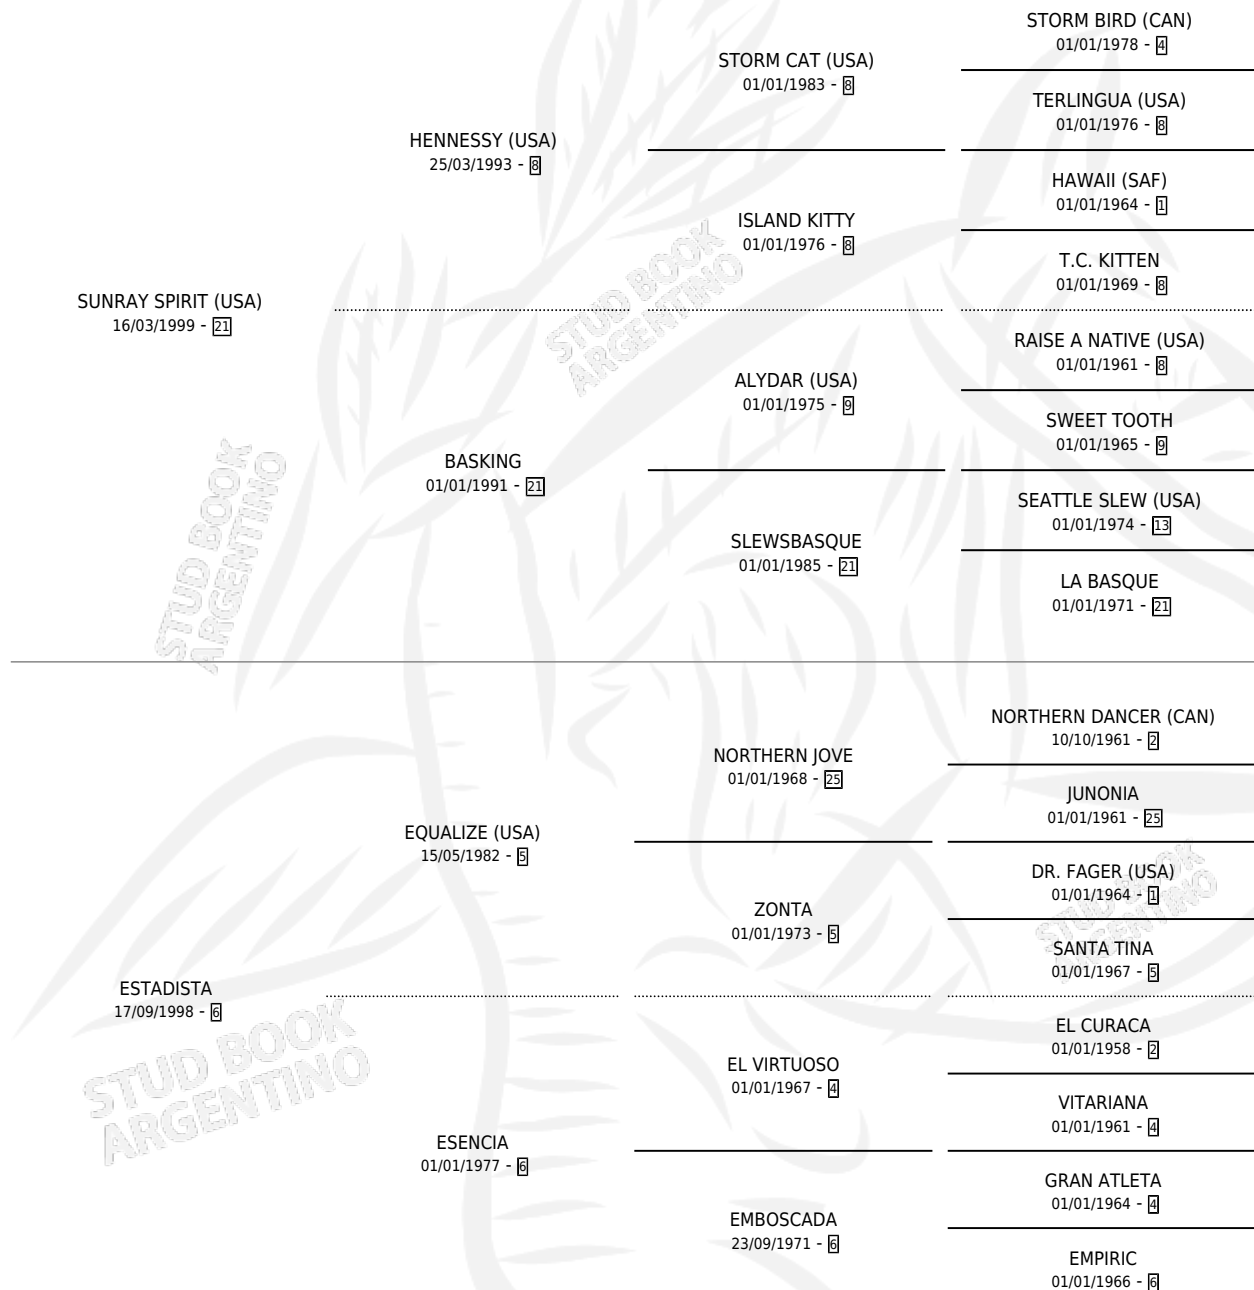 STORM BIRD (CAN)
01/01/1978 - 4
STORM CAT (USA)
01/01/1983 - 8
TERLINGUA (USA)
01/01/1976 - 8
HENNESSY (USA)
25/03/1993 - 8
HAWAII (SAF)
01/01/1964 - 1
ISLAND KITTY
01/01/1976 - 8
T.C. KITTEN
01/01/1969 - 8
SUNRAY SPIRIT (USA)
16/03/1999 - 21
RAISE A NATIVE (USA)
01/01/1961 - 8
ALYDAR (USA)
01/01/1975 - 9
SWEET TOOTH
01/01/1965 - 9
BASKING
01/01/1991 - 21
SEATTLE SLEW (USA)
01/01/1974 - 13
SLEWSBASQUE
01/01/1985 - 21
LA BASQUE
01/01/1971 - 21
NORTHERN DANCER (CAN)
10/10/1961 - 2
NORTHERN JOVE
01/01/1968 - 25
JUNONIA
01/01/1961 - 25
EQUALIZE (USA)
15/05/1982 - 5
DR. FAGER (USA)
01/01/1964 - 1
ZONTA
01/01/1973 - 5
SANTA TINA
01/01/1967 - 5
ESTADISTA
17/09/1998 - 6
EL CURACA
01/01/1958 - 2
EL VIRTUOSO
01/01/1967 - 4
VITARIANA
01/01/1961 - 4
ESENCIA
01/01/1977 - 6
GRAN ATLETA
01/01/1964 - 4
EMBOSCADA
23/09/1971 - 6
EMPIRIC
01/01/1966 - 6
STUD BOOK
ARGENTINO
STUD BOOK
ARGENTINO
STUD BOOK
ARGENTINO
STUD BOOK
ARGENTINO